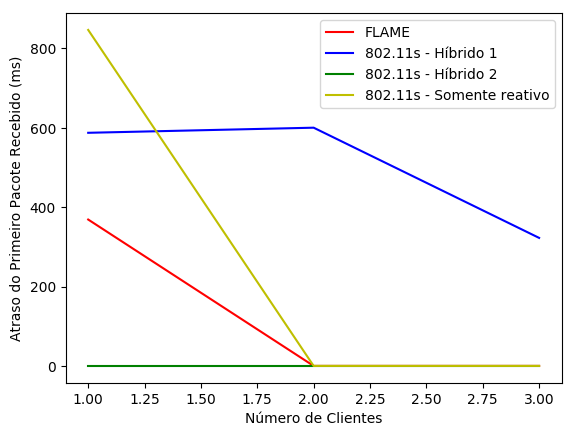 FLAME
802.11s - Híbrido 1
802.11s - Híbrido 2
802.11s - Somente reativo
Atraso do Primeiro Pacote Recebido (ms)
800
600
400
200
0
1.00 1.25 1.50 1.75 2.00 2.25 2.50 2.75 3.00
Número de Clientes